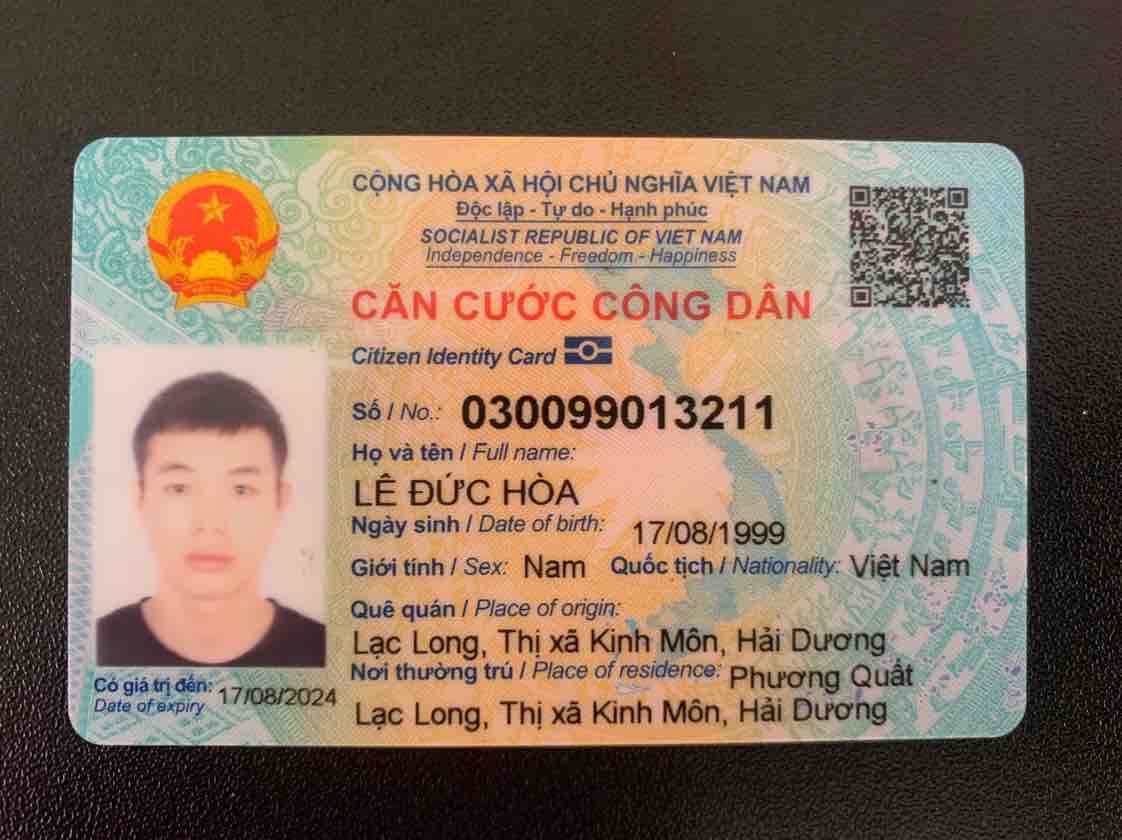 CỘNG HÒA XÃ HỘI CHỦ NGHĨA VIỆT NAM
Độc lập - Tự do - Hạnh phúc
SOCIALIST REPUBLIC OF VIET NAM
Independence - Freedom - Happiness
CĂN CƯỚC CÔNG DÂN
Citizen Identity Card
Số / No.: 030099013211
Họ và tên / Full name:
LÊ ĐỨC HÒA
Ngày sinh / Date of birth: 17/08/1999
Giới tính / Sex: Nam Quốc tịch / Nationality: Việt Nam
Quê quán / Place of origin:
Lạc Long, Thị xã Kinh Môn, Hải Dương
Nơi thường trú / Place of residence: Phương Quất
Lạc Long, Thị xã Kinh Môn, Hải Dương
Có giá trị đến: 17/08/2024
Date of expiry